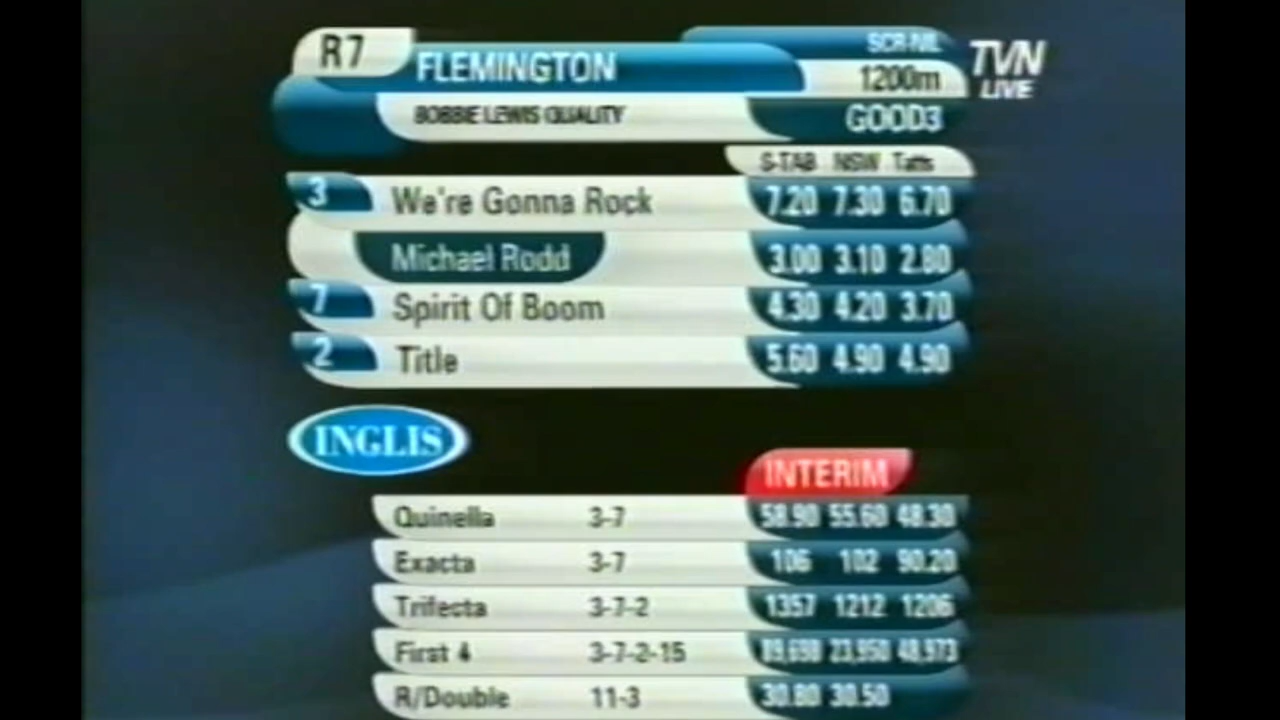 R7 FLEMINGTON SCR-NIL TVN
1200m LIVE
BOBBIE LEWIS QUALITY GOOD3
S-TAB NSW Tatts
3 We're Gonna Rock 7.20 7.30 6.70
Michael Rodd 3.00 3.10 2.80
7 Spirit Of Boom 4.30 4.20 3.70
2 Title 5.60 4.90 4.90
INGLIS
INTERIM
Quinella 3-7 58.90 55.60 48.30
Exacta 3-7 106 102 90.20
Trifecta 3-7-2 1357 1212 1206
First 4 3-7-2-15 23,950 48,973
R/Double 11-3 30.80 30.50